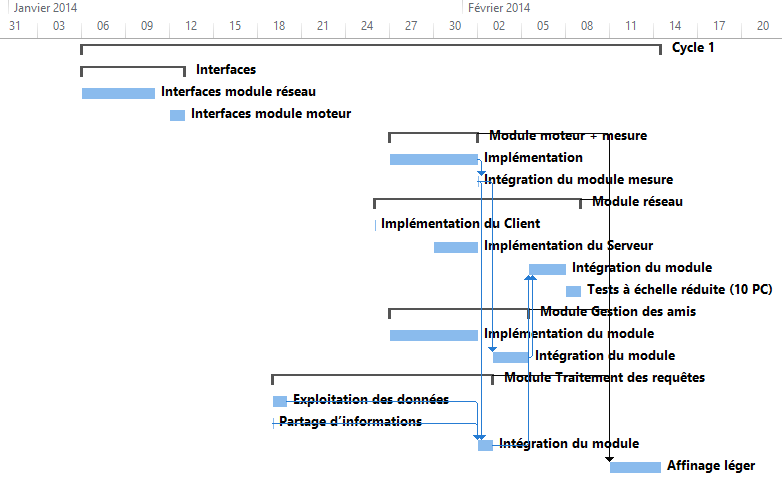 Janvier 2014 Février 2014
31 03 06 09 12 15 18 21 24 27 30 02 05 08 11 14 17 20
Cycle 1
Interfaces
Interfaces module réseau
Interfaces module moteur
Module moteur + mesure
Implémentation
Intégration du module mesure
Module réseau
Implémentation du Client
Implémentation du Serveur
Intégration du module
Tests à échelle réduite (10 PC)
Module Gestion des amis
Implémentation du module
Intégration du module
Module Traitement des requêtes
Exploitation des données
Partage d'informations
Intégration du module
Affinage léger